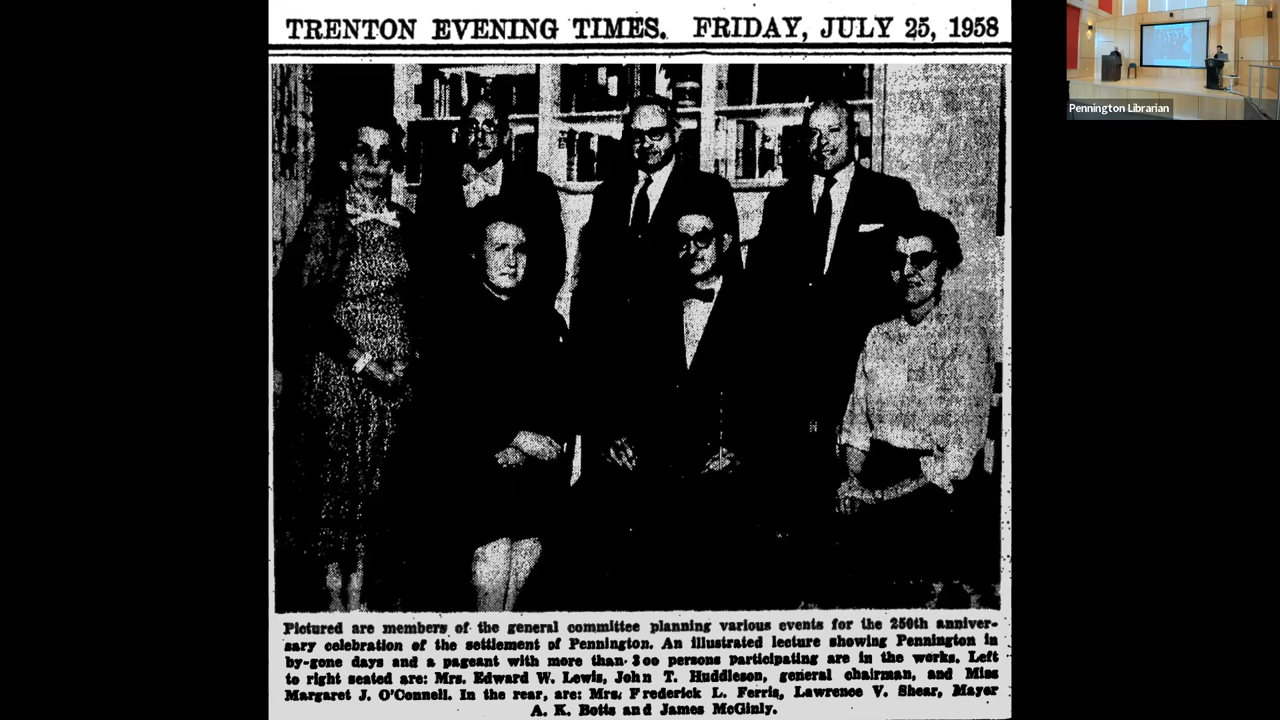 TRENTON EVENING TIMES. FRIDAY, JULY 25, 1958
Pennington Librarian
Pictured are members of the general committee planning various events for the 250th anniver-
sary celebration of the settlement of Pennington. An illustrated lecture showing Pennington in
by-gone days and a pageant with more than 300 persons participating are in the works. Left
to right seated are: Mrs. Edward W. Lewis, John T. Huddleson, general chairman, and Miss
Margaret J. O'Connell. In the rear, are: Mrs. Frederick L. Ferris, Lawrence V. Shear, Mayor
A. K. Botts and James McGinly.